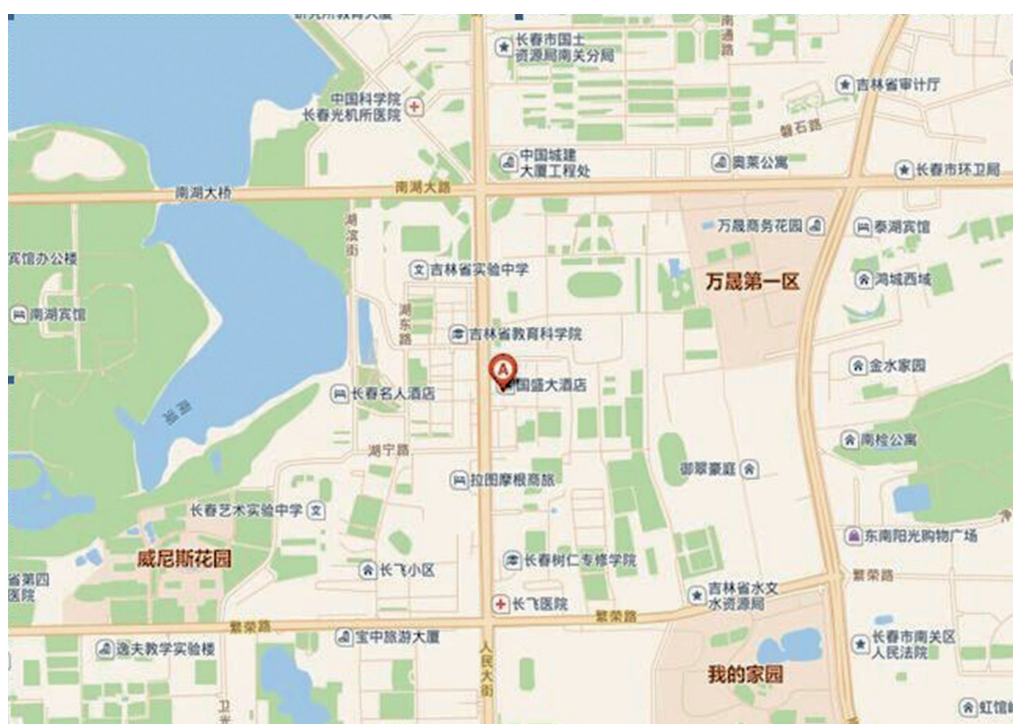 南通路
长春市国土
资源局南关分局
吉林省审计厅
中国科学院
长春光机所医院
磐石路
中国城建
大厦工程处
奥莱公寓
长春市环卫局
南湖大桥
南湖大路
湖滨街
万晟商务花园
泰湖宾馆
宾馆办公楼
吉林省实验中学
万晟第一区
鸿城西域
南湖宾馆
湖东路
吉林省教育科学院
A
国盛大酒店
金水家园
长春名人酒店
南湖
南检公寓
湖宁路
御翠豪庭
拉图摩根商旅
长春艺术实验中学
东南阳光购物广场
威尼斯花园
长春树仁专修学院
长飞小区
省第四
医院
繁荣路
吉林省水文
水资源局
长飞医院
繁荣路
繁荣路
宝中旅游大厦
逸夫教学实验楼
人民大街
长春市南关区
人民法院
我的家园
卫光
虹馆